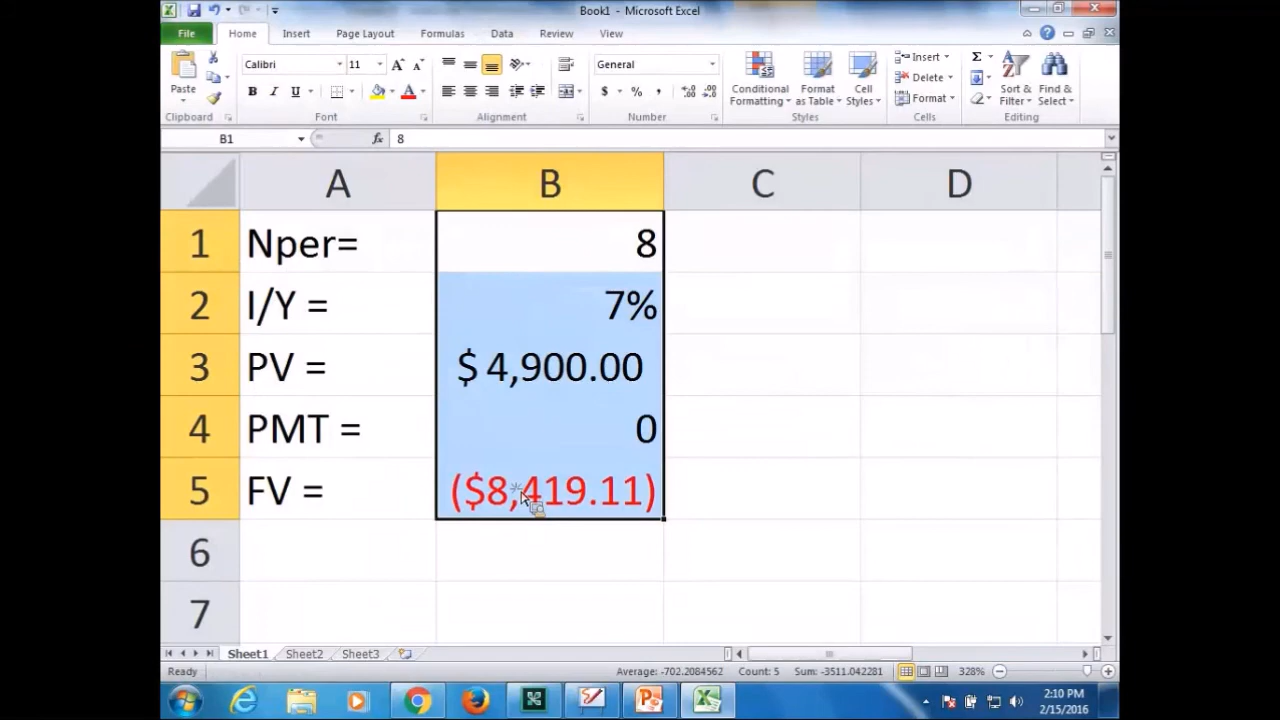 Book1 - Microsoft Excel
File Home Insert Page Layout Formulas Data Review View
Paste
Calibri 11
General
Conditional Formatting
Format as Table
Cell Styles
Insert
Delete
Format
Sort & Filter
Find & Select
Clipboard Font Alignment Number Styles Cells Editing
B1 fx 8
A B C D
1 Nper= 8
2 I/Y = 7%
3 PV = $ 4,900.00
4 PMT = 0
5 FV = ($8,419.11)
6
7
Sheet1 Sheet2 Sheet3
Ready Average: -702.2084562 Count: 5 Sum: -3511.042281 328%
2:10 PM
2/15/2016